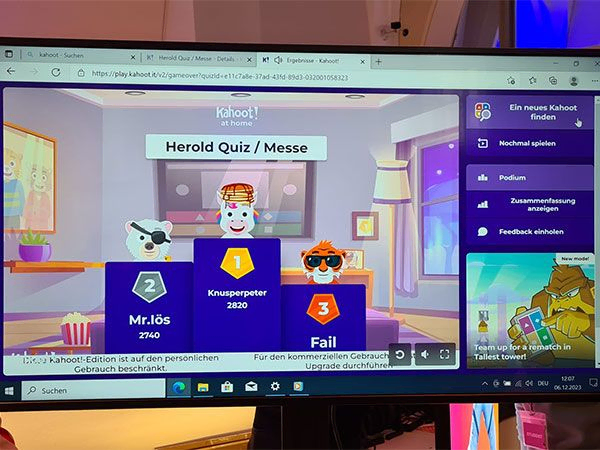 kahoot - Suchen
Herold Quiz / Messe - Details -
Ergebnisse - Kahoot!
https://play.kahoot.it/v2/gameover?quizId=e11c7a8e-37ad-43fd-89d3-032001058323
Kahoot!
at home
Herold Quiz / Messe
1
Knusperpeter
2820
2
Mr.lös
2740
3
Fail
Kahoot!-Edition ist auf den persönlichen
Gebrauch beschränkt.
Für den kommerziellen Gebrauch
Upgrade durchführen
Ein neues Kahoot
finden
Nochmal spielen
Podium
Zusammenfassung
anzeigen
Feedback einholen
New mode!
Team up for a rematch in
Tallest tower!
Suchen
DEU
12:07
06.12.2023